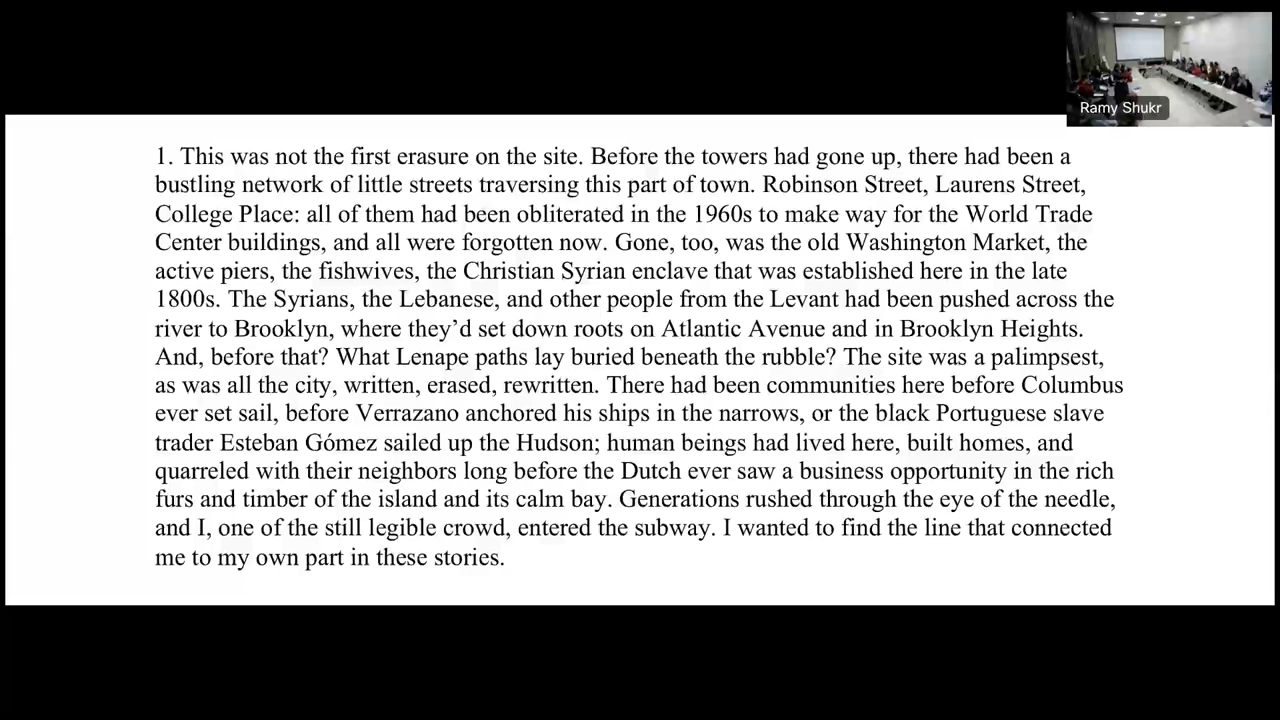 Ramy Shukr
1. This was not the first erasure on the site. Before the towers had gone up, there had been a
bustling network of little streets traversing this part of town. Robinson Street, Laurens Street,
College Place: all of them had been obliterated in the 1960s to make way for the World Trade
Center buildings, and all were forgotten now. Gone, too, was the old Washington Market, the
active piers, the fishwives, the Christian Syrian enclave that was established here in the late
1800s. The Syrians, the Lebanese, and other people from the Levant had been pushed across the
river to Brooklyn, where they’d set down roots on Atlantic Avenue and in Brooklyn Heights.
And, before that? What Lenape paths lay buried beneath the rubble? The site was a palimpsest,
as was all the city, written, erased, rewritten. There had been communities here before Columbus
ever set sail, before Verrazano anchored his ships in the narrows, or the black Portuguese slave
trader Esteban Gómez sailed up the Hudson; human beings had lived here, built homes, and
quarreled with their neighbors long before the Dutch ever saw a business opportunity in the rich
furs and timber of the island and its calm bay. Generations rushed through the eye of the needle,
and I, one of the still legible crowd, entered the subway. I wanted to find the line that connected
me to my own part in these stories.